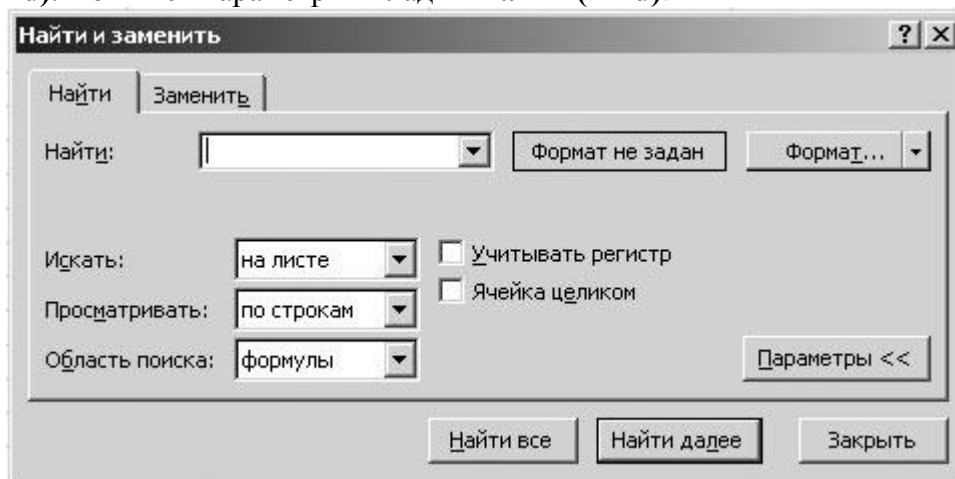 Найти и заменить
Найти Заменить
Найти: Формат не задан Формат...
Искать: на листе Учитывать регистр
Ячейка целиком
Просматривать: по строкам
Область поиска: формулы Параметры <<
Найти все Найти далее Закрыть